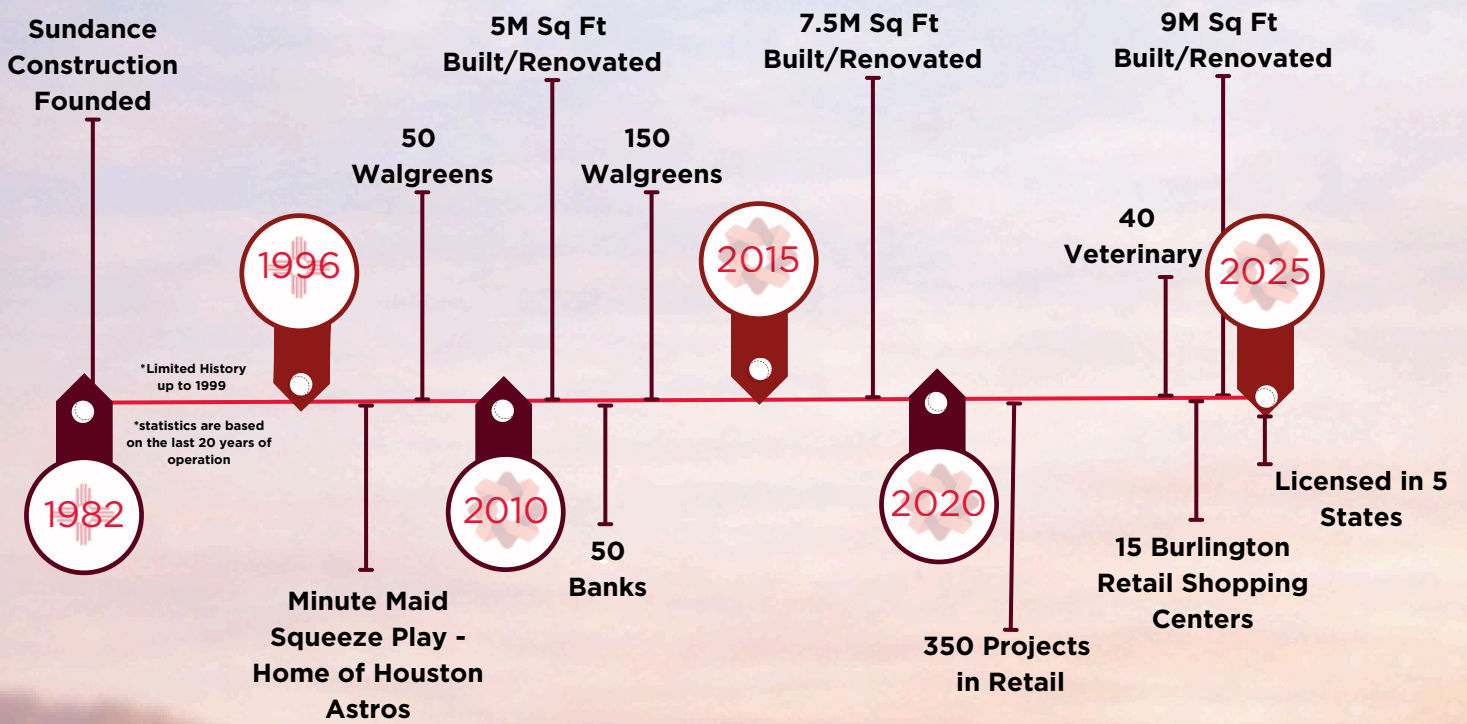 Sundance
Construction
Founded
5M Sq Ft
Built/Renovated
7.5M Sq Ft
Built/Renovated
9M Sq Ft
Built/Renovated
50
Walgreens
150
Walgreens
40
Veterinary
1996
2015
2025
*Limited History
up to 1999
*statistics are based
on the last 20 years of
operation
1982
2010
2020
Minute Maid
Squeeze Play -
Home of Houston
Astros
50
Banks
350 Projects
in Retail
15 Burlington
Retail Shopping
Centers
Licensed in 5
States